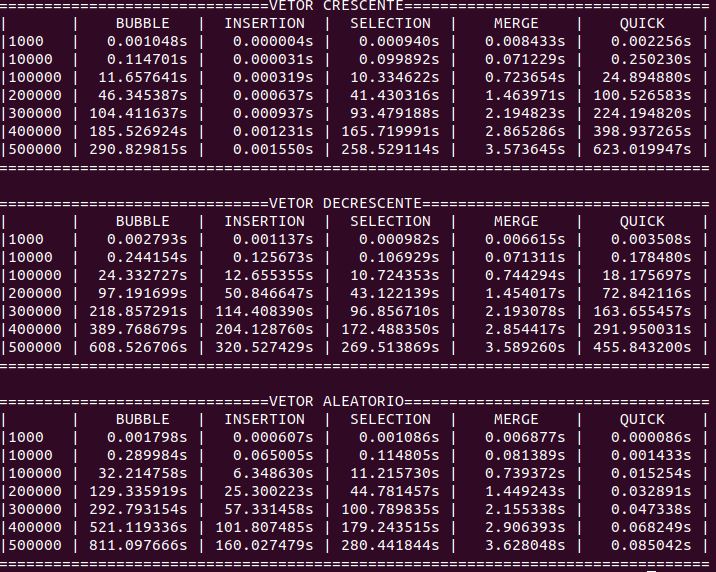 ==============================VETOR CRESCENTE==================================
|       |    BUBBLE   |  INSERTION  |  SELECTION  |    MERGE    |    QUICK    |
|1000   |   0.001048s |   0.000004s |   0.000940s |   0.008433s |   0.002256s |
|10000  |   0.114701s |   0.000031s |   0.099892s |   0.071229s |   0.250230s |
|100000 |  11.657641s |   0.000319s |  10.334622s |   0.723654s |  24.894880s |
|200000 |  46.345387s |   0.000637s |  41.430316s |   1.463971s | 100.526583s |
|300000 | 104.411637s |   0.000937s |  93.479188s |   2.194823s | 224.194820s |
|400000 | 185.526924s |   0.001231s | 165.719991s |   2.865286s | 398.937265s |
|500000 | 290.829815s |   0.001550s | 258.529114s |   3.573645s | 623.019947s |
===============================================================================
==============================VETOR DECRESCENTE================================
|       |    BUBBLE   |  INSERTION  |  SELECTION  |    MERGE    |    QUICK    |
|1000   |   0.002793s |   0.001137s |   0.000982s |   0.006615s |   0.003508s |
|10000  |   0.244154s |   0.125673s |   0.106929s |   0.071311s |   0.178480s |
|100000 |  24.332727s |  12.655355s |  10.724353s |   0.744294s |  18.175697s |
|200000 |  97.191699s |  50.846647s |  43.122139s |   1.454017s |  72.842116s |
|300000 | 218.857291s | 114.408390s |  96.856710s |   2.193078s | 163.655457s |
|400000 | 389.768679s | 204.128760s | 172.488350s |   2.854417s | 291.950031s |
|500000 | 608.526706s | 320.527429s | 269.513869s |   3.589260s | 455.843200s |
===============================================================================
==============================VETOR ALEATORIO==================================
|       |    BUBBLE   |  INSERTION  |  SELECTION  |    MERGE    |    QUICK    |
|1000   |   0.001798s |   0.000607s |   0.001086s |   0.006877s |   0.000086s |
|10000  |   0.289984s |   0.065005s |   0.114805s |   0.081389s |   0.001433s |
|100000 |  32.214758s |   6.348630s |  11.215730s |   0.739372s |   0.015254s |
|200000 | 129.335919s |  25.300223s |  44.781457s |   1.449243s |   0.032891s |
|300000 | 292.793154s |  57.331458s | 100.789835s |   2.155338s |   0.047338s |
|400000 | 521.119336s | 101.807485s | 179.243515s |   2.906393s |   0.068249s |
|500000 | 811.097666s | 160.027479s | 280.441844s |   3.628048s |   0.085042s |
===============================================================================